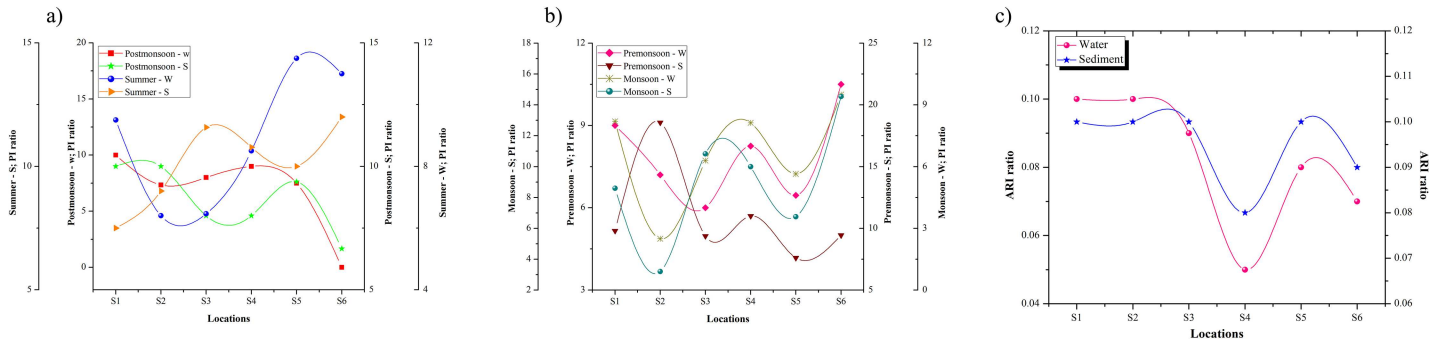 a)
Summer - S; PI ratio
15
10
5
Postmonsoon - w; PI ratio
20
15
10
5
0
Postmonsoon - w
Postmonsoon - S
Summer - W
Summer - S
S1 S2 S3 S4 S5 S6
Locations
15
10
5
Postmonsoon - S; PI ratio
12
8
4
Summer - W; PI ratio
b)
Monsoon - S; PI ratio
18
16
14
12
10
8
6
4
2
Premonsoon - W; PI ratio
12
9
6
3
Premonsoon - W
Premonsoon - S
Monsoon - W
Monsoon - S
S1 S2 S3 S4 S5 S6
Locations
25
20
15
10
5
Premonsoon - S; PI ratio
12
9
6
3
0
Monsoon - W; PI ratio
c)
ARI ratio
0.12
0.10
0.08
0.06
0.04
Water
Sediment
S1 S2 S3 S4 S5 S6
Locations
0.12
0.11
0.10
0.09
0.08
0.07
0.06
ARI ratio